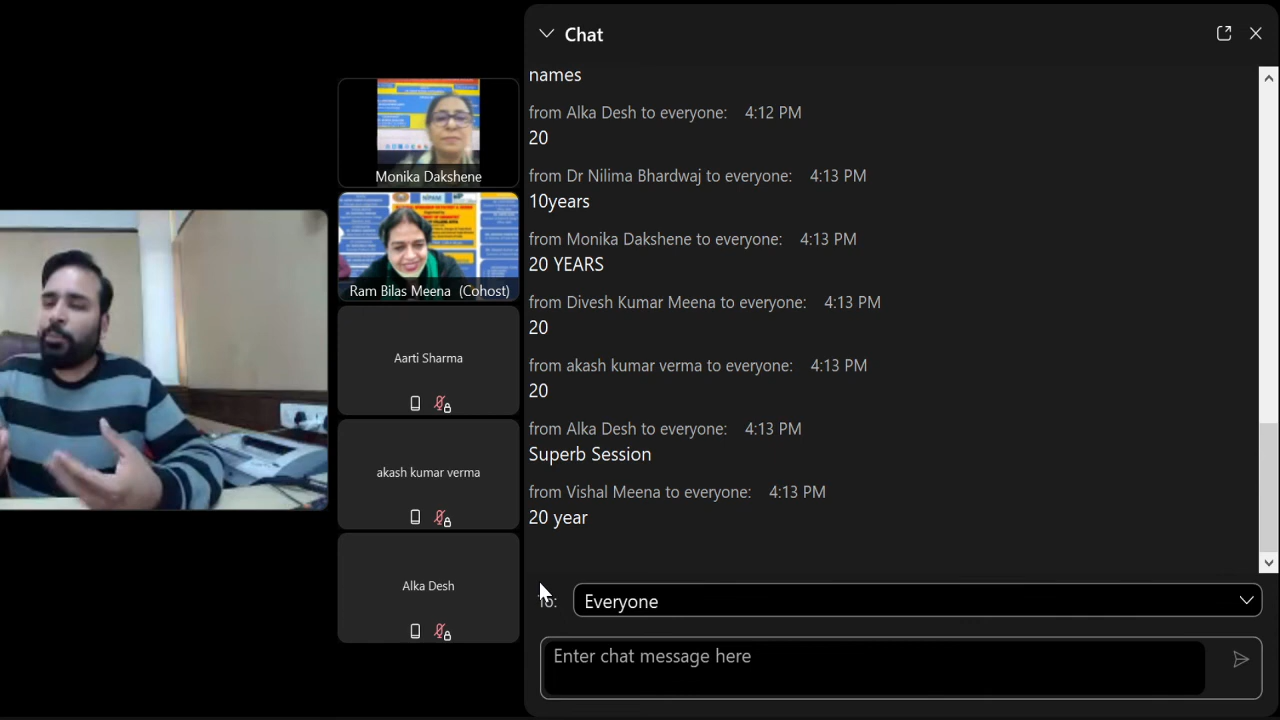 Chat
names
from Alka Desh to everyone: 4:12 PM
20
from Dr Nilima Bhardwaj to everyone: 4:13 PM
10years
from Monika Dakshene to everyone: 4:13 PM
20 YEARS
from Divesh Kumar Meena to everyone: 4:13 PM
20
from akash kumar verma to everyone: 4:13 PM
20
from Alka Desh to everyone: 4:13 PM
Superb Session
from Vishal Meena to everyone: 4:13 PM
20 year
To:
Everyone
Enter chat message here
Monika Dakshene
NIPAM
Ram Bilas Meena (Cohost)
Aarti Sharma
akash kumar verma
Alka Desh